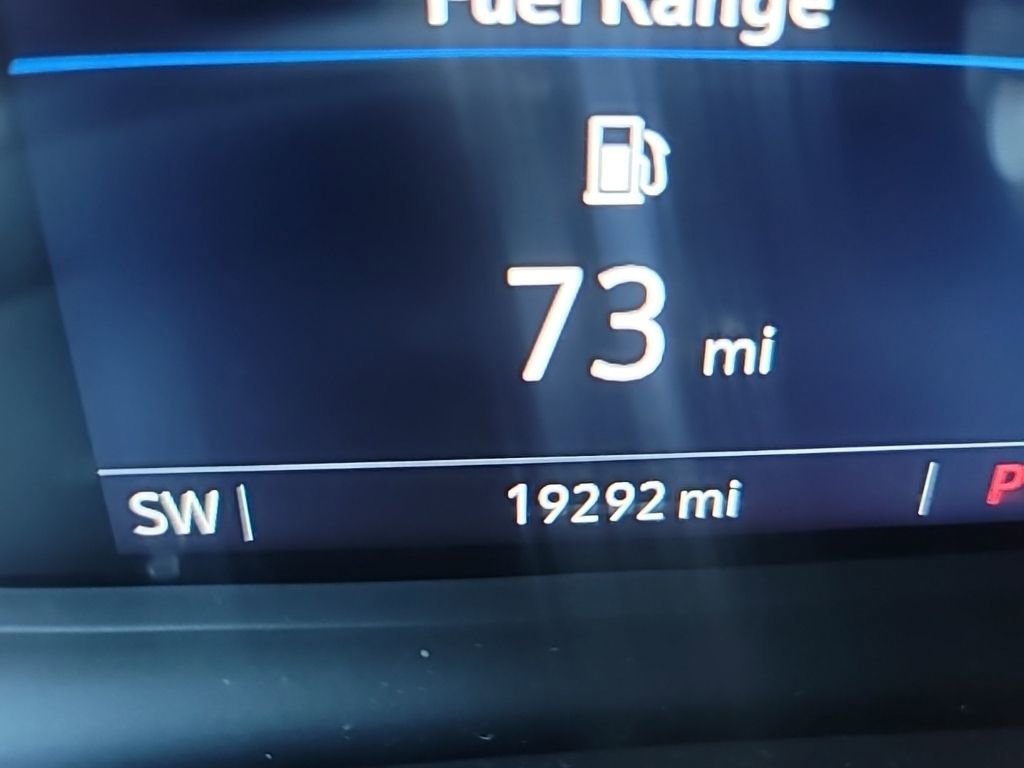 Fuel Range
73 mi
SW | 19292 mi | P